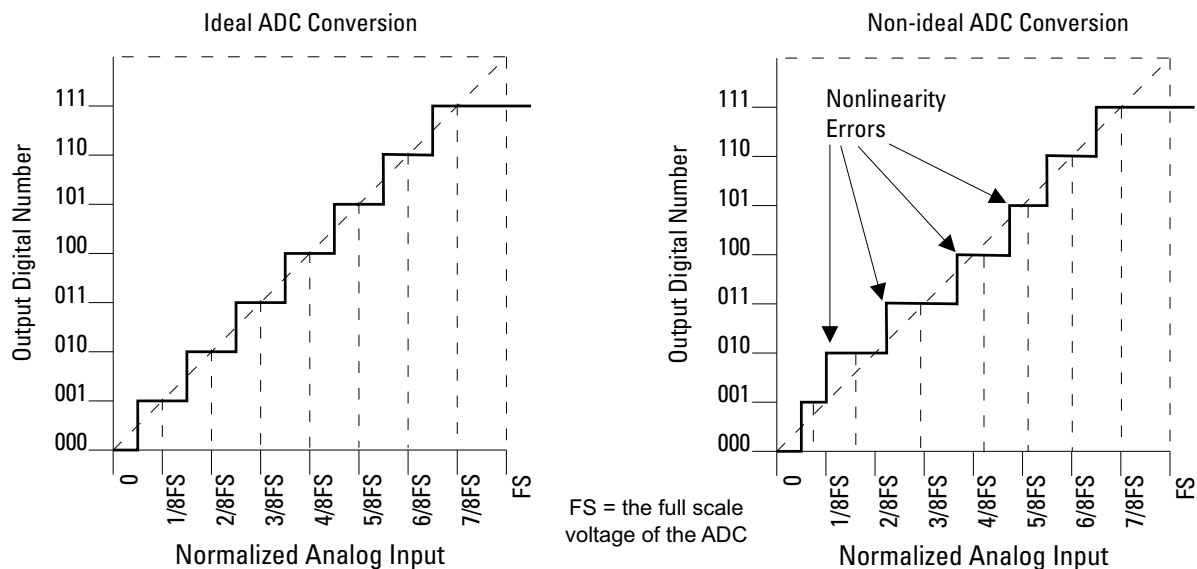 Ideal ADC Conversion
Output Digital Number
111
110
101
100
011
010
001
000
0
1/8FS
2/8FS
3/8FS
4/8FS
5/8FS
6/8FS
7/8FS
FS
Normalized Analog Input
FS = the full scale
voltage of the ADC
Non-ideal ADC Conversion
Nonlinearity
Errors
Output Digital Number
111
110
101
100
011
010
001
000
0
1/8FS
2/8FS
3/8FS
4/8FS
5/8FS
6/8FS
7/8FS
FS
Normalized Analog Input